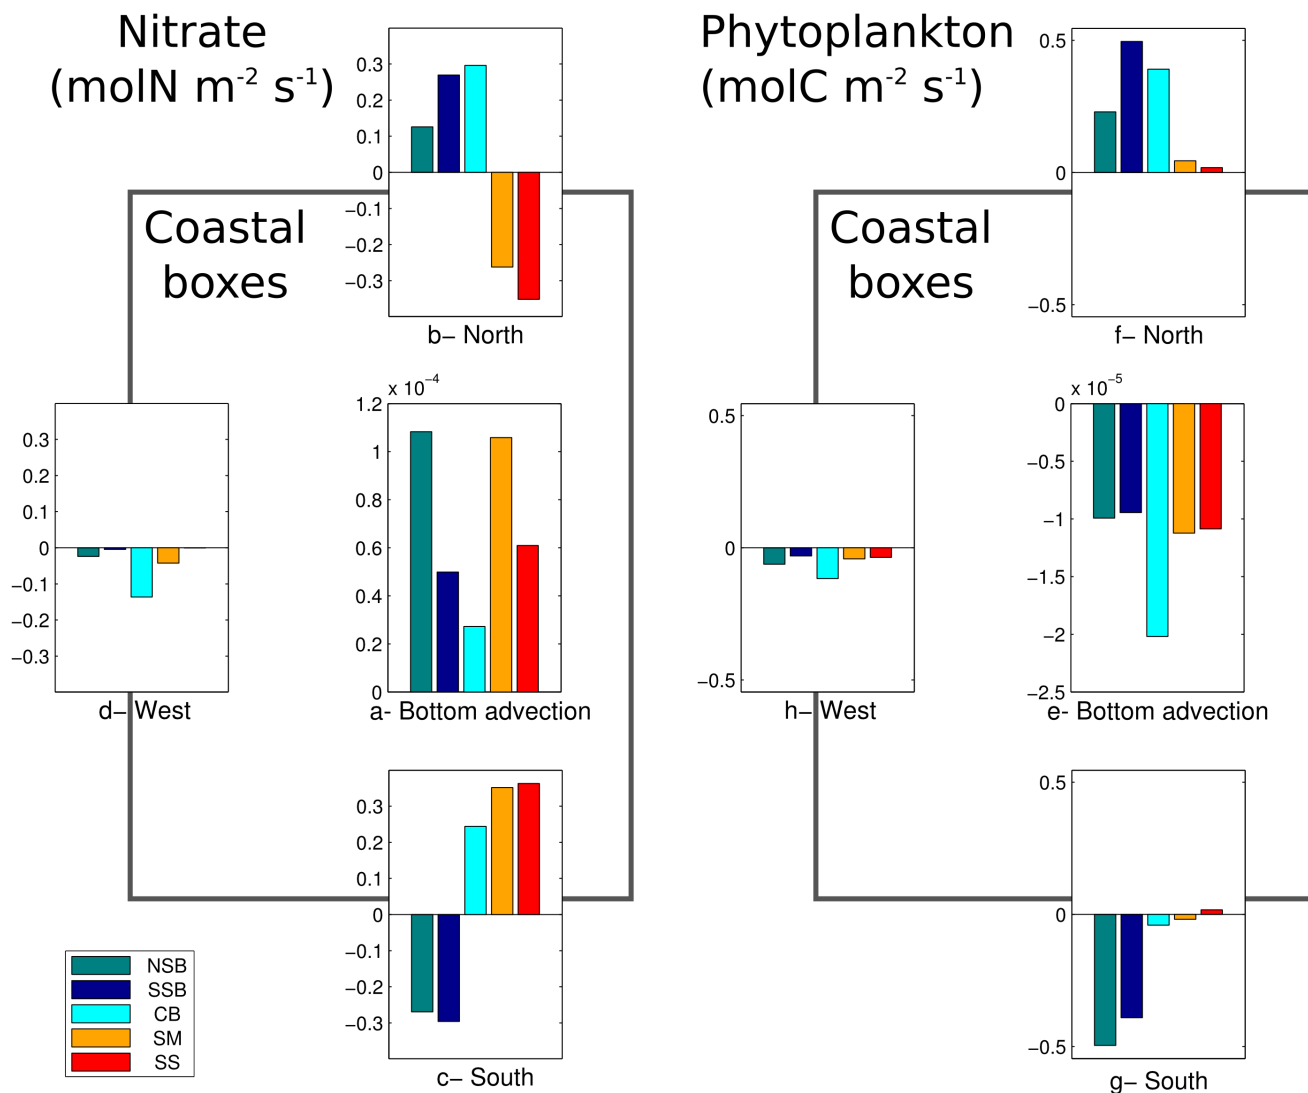 Nitrate
(molN m-2 s-1)
0.3
0.2
0.1
0
−0.1
−0.2
−0.3
b− North
Phytoplankton
(molC m-2 s-1)
0.5
0
−0.5
f− North
Coastal
boxes
Coastal
boxes
0.3
0.2
0.1
0
−0.1
−0.2
−0.3
d− West
x 10-4
1.2
1
0.8
0.6
0.4
0.2
0
a- Bottom advection
0.5
0
−0.5
h− West
x 10-5
0
−0.5
−1
−1.5
−2
−2.5
e- Bottom advection
0.3
0.2
0.1
0
−0.1
−0.2
−0.3
c− South
0.5
0
−0.5
g− South
NSB
SSB
CB
SM
SS